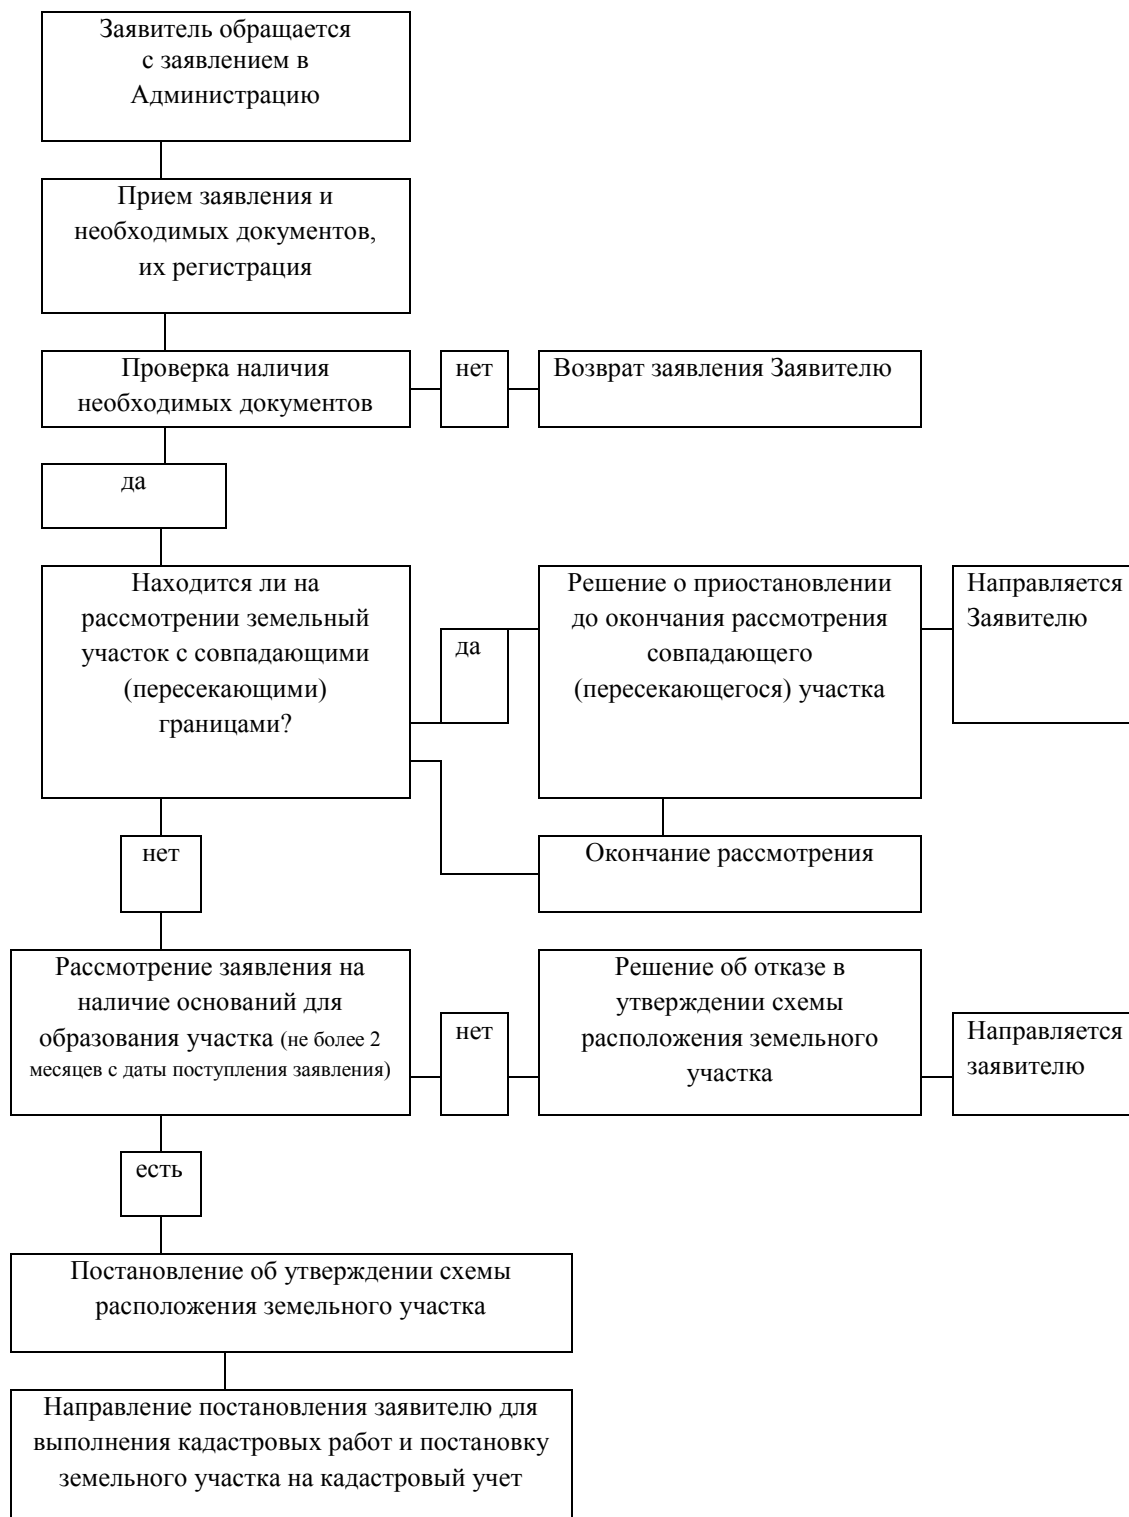 Заявитель обращается
с заявлением в
Администрацию
Прием заявления и
необходимых документов,
их регистрация
Проверка наличия
необходимых документов
нет
Возврат заявления Заявителю
да
Находится ли на
рассмотрении земельный
участок с совпадающими
(пересекающими)
границами?
да
Решение о приостановлении
до окончания рассмотрения
совпадающего
(пересекающегося) участка
Направляется
Заявителю
нет
Окончание рассмотрения
Рассмотрение заявления на
наличие оснований для
образования участка (не более 2
месяцев с даты поступления заявления)
нет
Решение об отказе в
утверждении схемы
расположения земельного
участка
Направляется
заявителю
есть
Постановление об утверждении схемы
расположения земельного участка
Направление постановления заявителю для
выполнения кадастровых работ и постановку
земельного участка на кадастровый учет